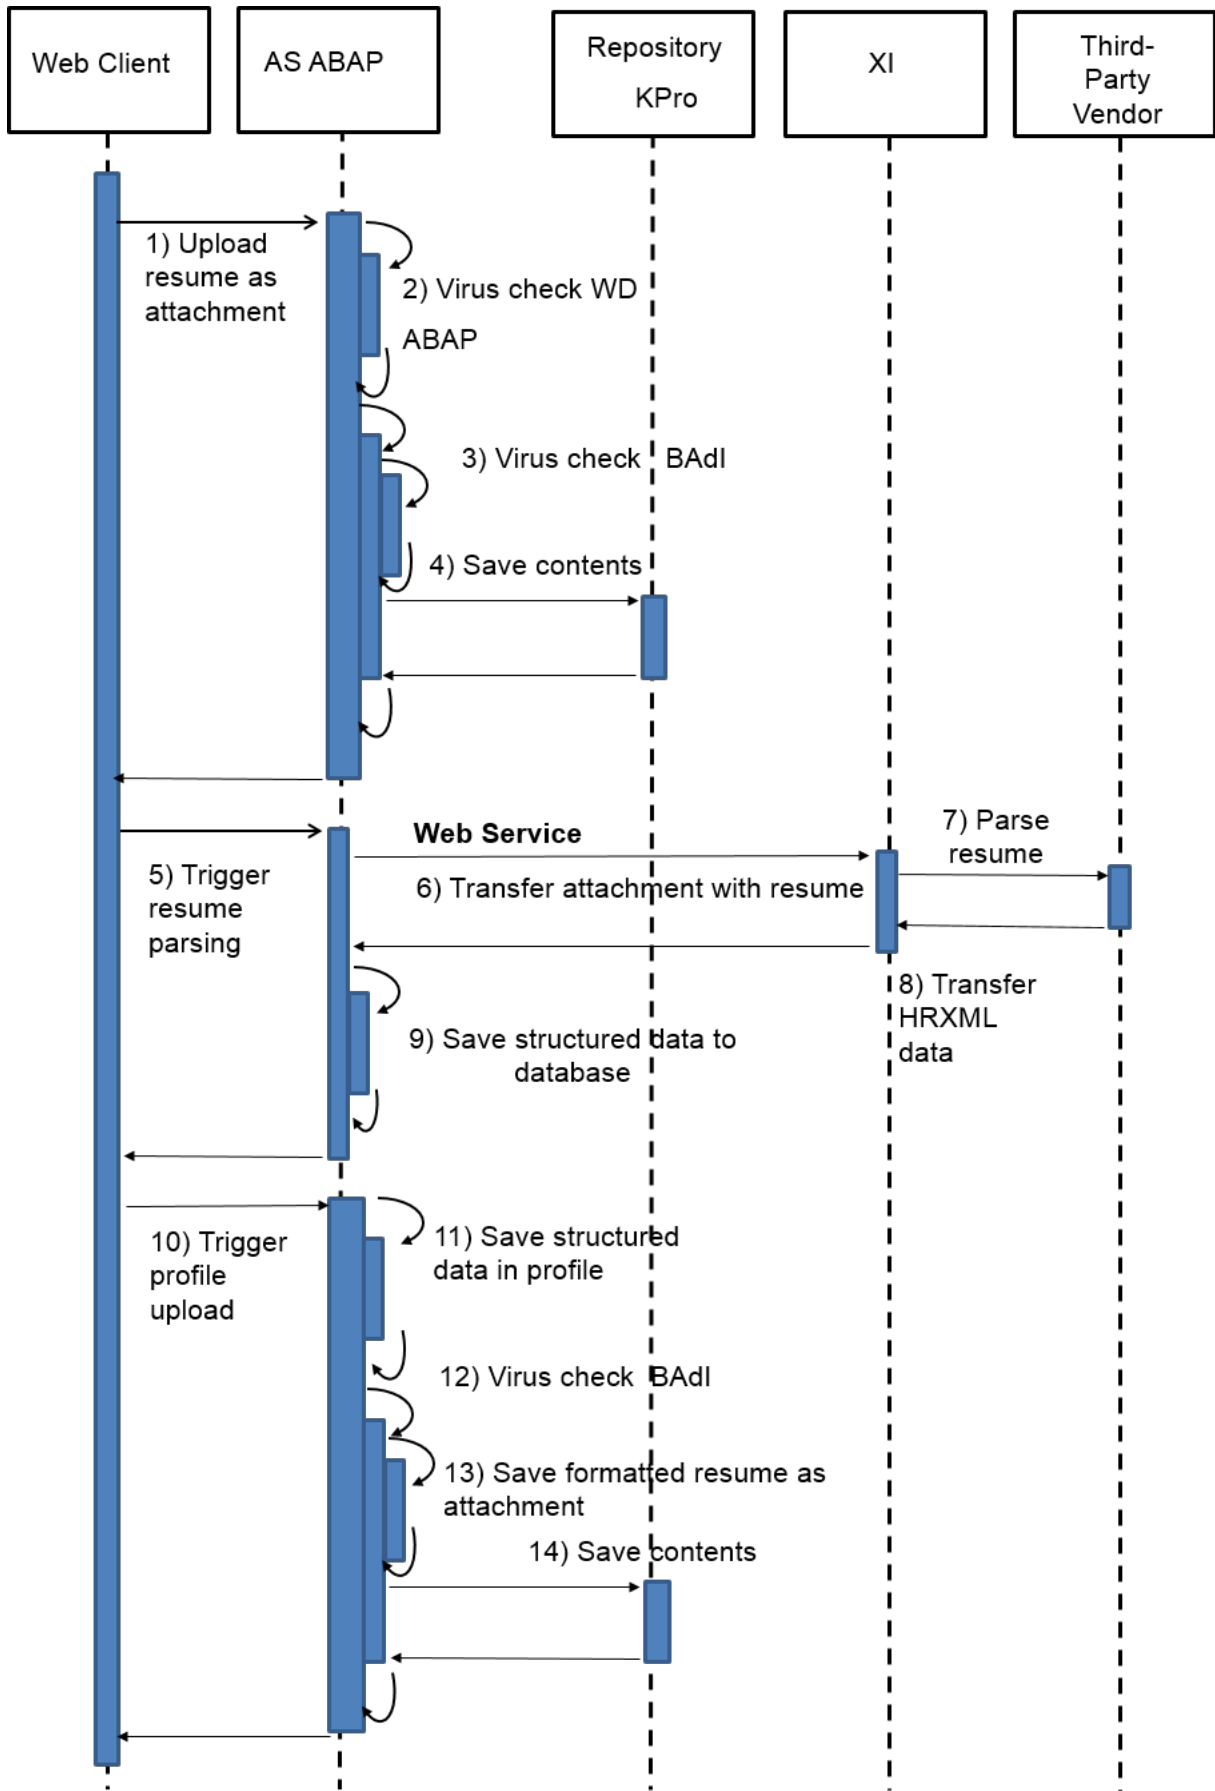 Web Client
AS ABAP
Repository
KPro
XI
Third-
Party
Vendor
1) Upload
resume as
attachment
2) Virus check WD
ABAP
3) Virus check BAdI
4) Save contents
Web Service
5) Trigger
resume
parsing
6) Transfer attachment with resume
7) Parse
resume
8) Transfer
HRXML
data
9) Save structured data to
database
10) Trigger
profile
upload
11) Save structured
data in profile
12) Virus check BAdI
13) Save formatted resume as
attachment
14) Save contents